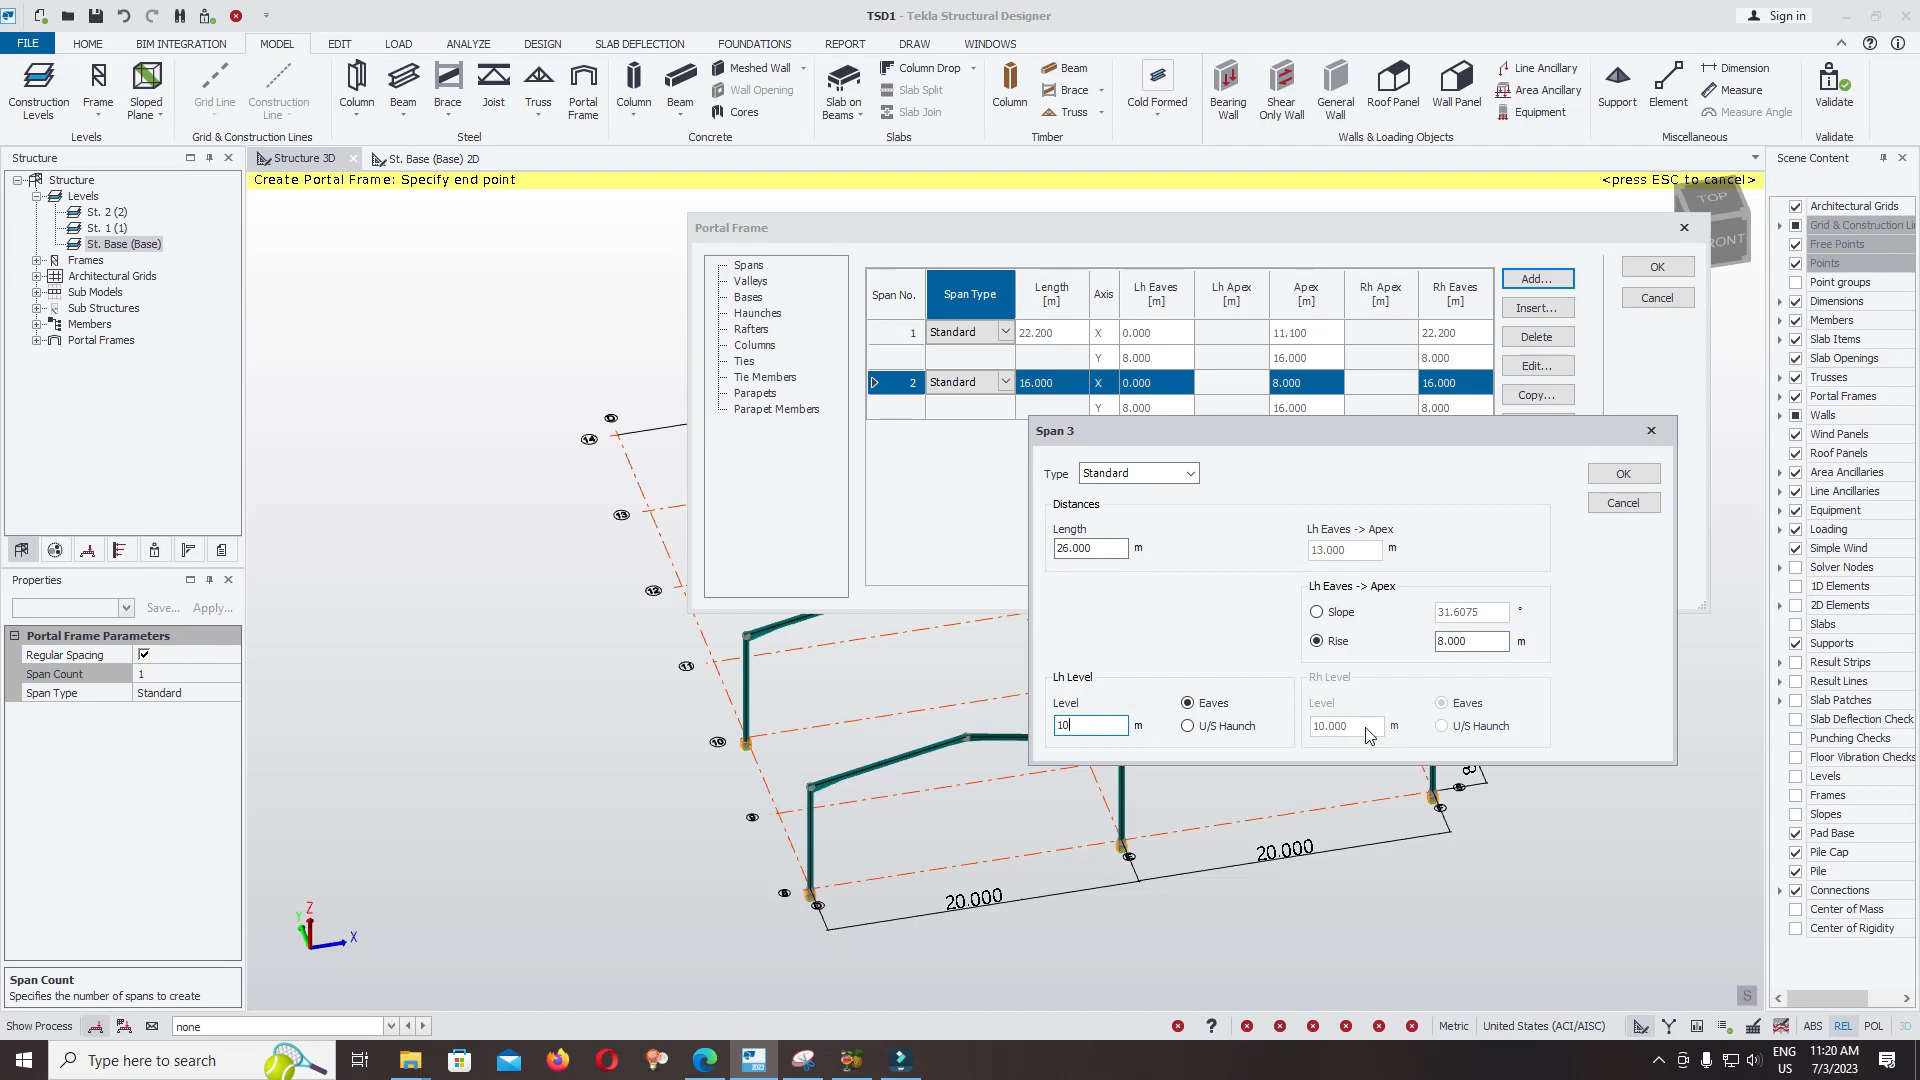 TSD1 - Tekla Structural Designer
Sign in
FILE
HOME
BIM INTEGRATION
MODEL
EDIT
LOAD
ANALYZE
DESIGN
SLAB DEFLECTION
FOUNDATIONS
REPORT
DRAW
WINDOWS
Construction Levels
Frame
Sloped Plane
Levels
Grid Line
Construction Line
Grid & Construction Lines
Column
Beam
Brace
Joist
Truss
Portal Frame
Steel
Column
Beam
Meshed Wall
Wall Opening
Cores
Concrete
Slab on Beams
Column Drop
Slab Split
Slab Join
Slabs
Column
Beam
Brace
Truss
Timber
Cold Formed
Bearing Wall
Shear Only Wall
General Wall
Roof Panel
Wall Panel
Line Ancillary
Area Ancillary
Equipment
Walls & Loading Objects
Support
Element
Dimension
Measure
Measure Angle
Miscellaneous
Validate
Validate
Structure
Structure
Levels
St. 2 (2)
St. 1 (1)
St. Base (Base)
Frames
Architectural Grids
Sub Models
Sub Structures
Members
Portal Frames
Properties
Save...
Apply...
Portal Frame Parameters
Regular Spacing
Span Count 1
Span Type Standard
Span Count
Specifies the number of spans to create
Structure 3D
St. Base (Base) 2D
Create Portal Frame: Specify end point
<press ESC to cancel>
TOP
Portal Frame
Spans
Valleys
Bases
Haunches
Rafters
Columns
Ties
Tie Members
Parapets
Parapet Members
Span No. Span Type Length [m] Axis Lh Eaves [m] Lh Apex [m] Apex [m] Rh Apex [m] Rh Eaves [m]
1 Standard 22.200 X 0.000 11.100 22.200
Y 8.000 16.000 8.000
2 Standard 16.000 X 0.000 8.000 16.000
Y 8.000 16.000 8.000
Add...
Insert...
Delete
Edit...
Copy...
OK
Cancel
Span 3
Type Standard
OK
Cancel
Distances
Length
26.000 m
Lh Eaves -> Apex
13.000 m
Lh Eaves -> Apex
Slope 31.6075 °
Rise 8.000 m
Lh Level
Level
10 m
Eaves
U/S Haunch
Rh Level
Level
10.000 m
Eaves
U/S Haunch
14
13
12
11
10
9
8
20.000
20.000
Z
Y
X
S
Scene Content
Architectural Grids
Grid & Construction Li
Free Points
Points
Point groups
Dimensions
Members
Slab Items
Slab Openings
Trusses
Portal Frames
Walls
Wind Panels
Roof Panels
Area Ancillaries
Line Ancillaries
Equipment
Loading
Simple Wind
Solver Nodes
1D Elements
2D Elements
Slabs
Supports
Result Strips
Result Lines
Slab Patches
Slab Deflection Check
Punching Checks
Floor Vibration Checks
Levels
Frames
Slopes
Pad Base
Pile Cap
Pile
Connections
Center of Mass
Center of Rigidity
Show Process
none
Metric
United States (ACI/AISC)
ABS
REL
POL
3D
Type here to search
ENG
US
11:20 AM
7/3/2023